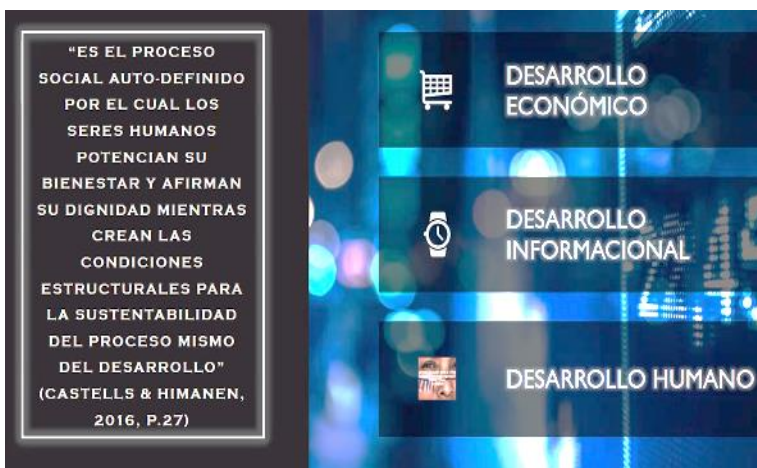 “ES EL PROCESO
SOCIAL AUTO-DEFINIDO
POR EL CUAL LOS
SERES HUMANOS
POTENCIAN SU
BIENESTAR Y AFIRMAN
SU DIGNIDAD MIENTRAS
CREAN LAS
CONDICIONES
ESTRUCTURALES PARA
LA SUSTENTABILIDAD
DEL PROCESO MISMO
DEL DESARROLLO”
(CASTELLS & HIMANEN,
2016, P.27)
DESARROLLO
ECONÓMICO
DESARROLLO
INFORMACIONAL
DESARROLLO HUMANO